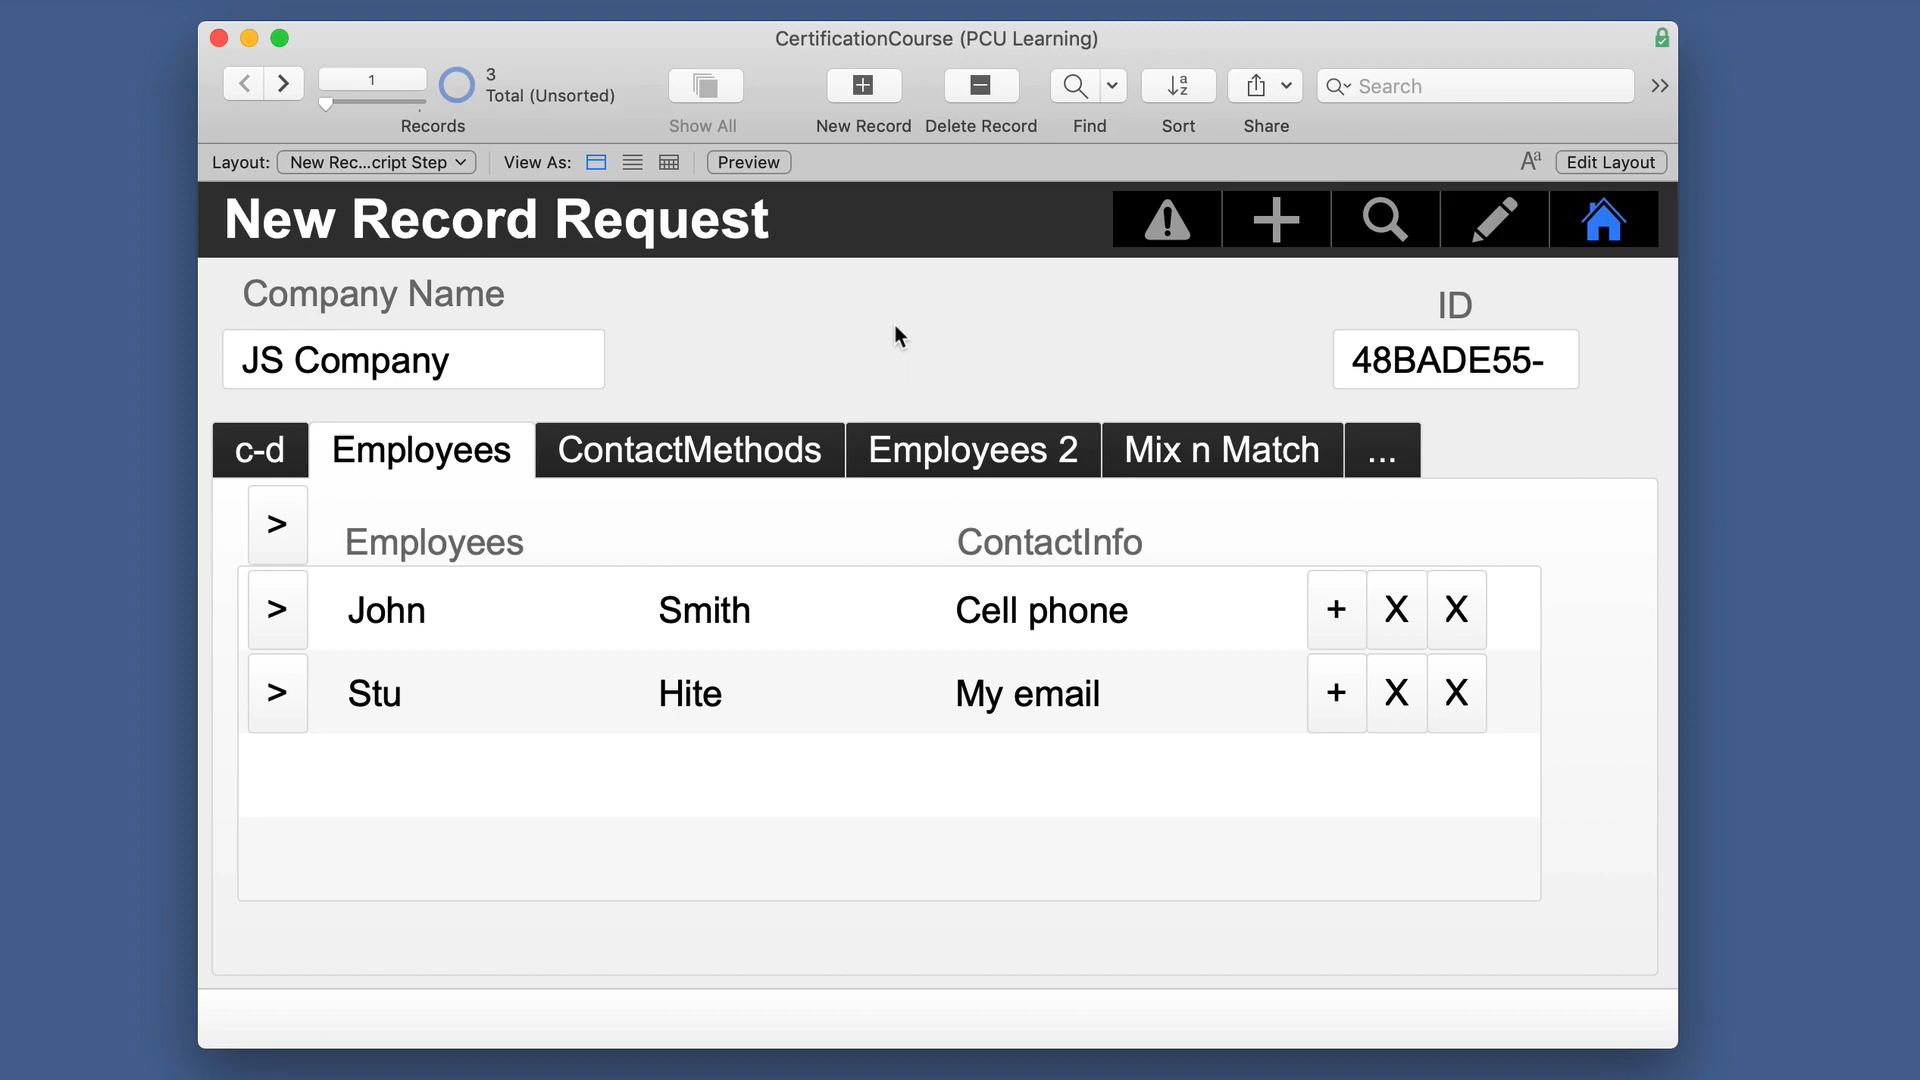 CertificationCourse (PCU Learning)
1
3
Total (Unsorted)
Records
Show All
New Record
Delete Record
Find
Sort
Share
Search
Layout: New Rec...cript Step
View As:
Preview
Edit Layout
New Record Request
Company Name
ID
JS Company
48BADE55-
c-d
Employees
ContactMethods
Employees 2
Mix n Match
...
>
Employees
ContactInfo
> John Smith Cell phone + X X
> Stu Hite My email + X X